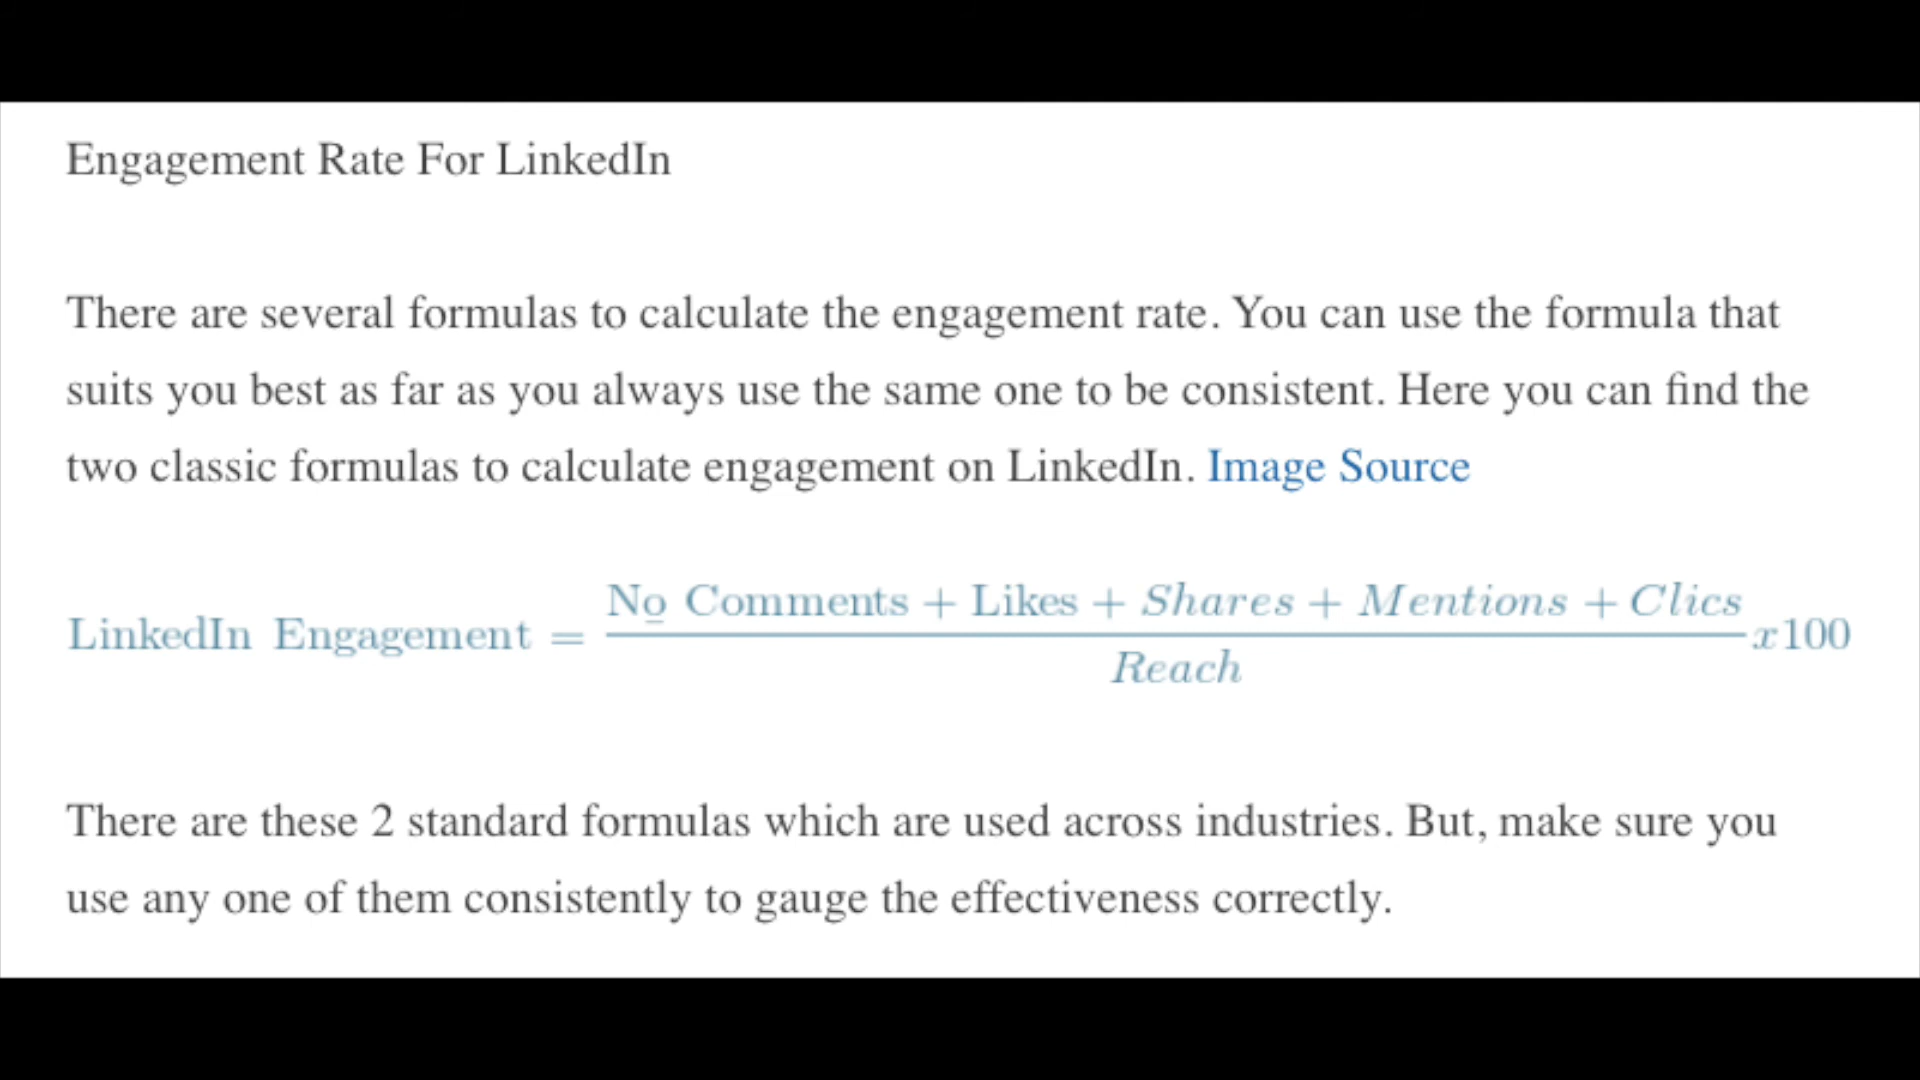 Engagement Rate For LinkedIn
There are several formulas to calculate the engagement rate. You can use the formula that
suits you best as far as you always use the same one to be consistent. Here you can find the
two classic formulas to calculate engagement on LinkedIn. Image Source
No̲ Comments + Likes + Shares + Mentions + Clics
LinkedIn Engagement = x100
Reach
There are these 2 standard formulas which are used across industries. But, make sure you
use any one of them consistently to gauge the effectiveness correctly.